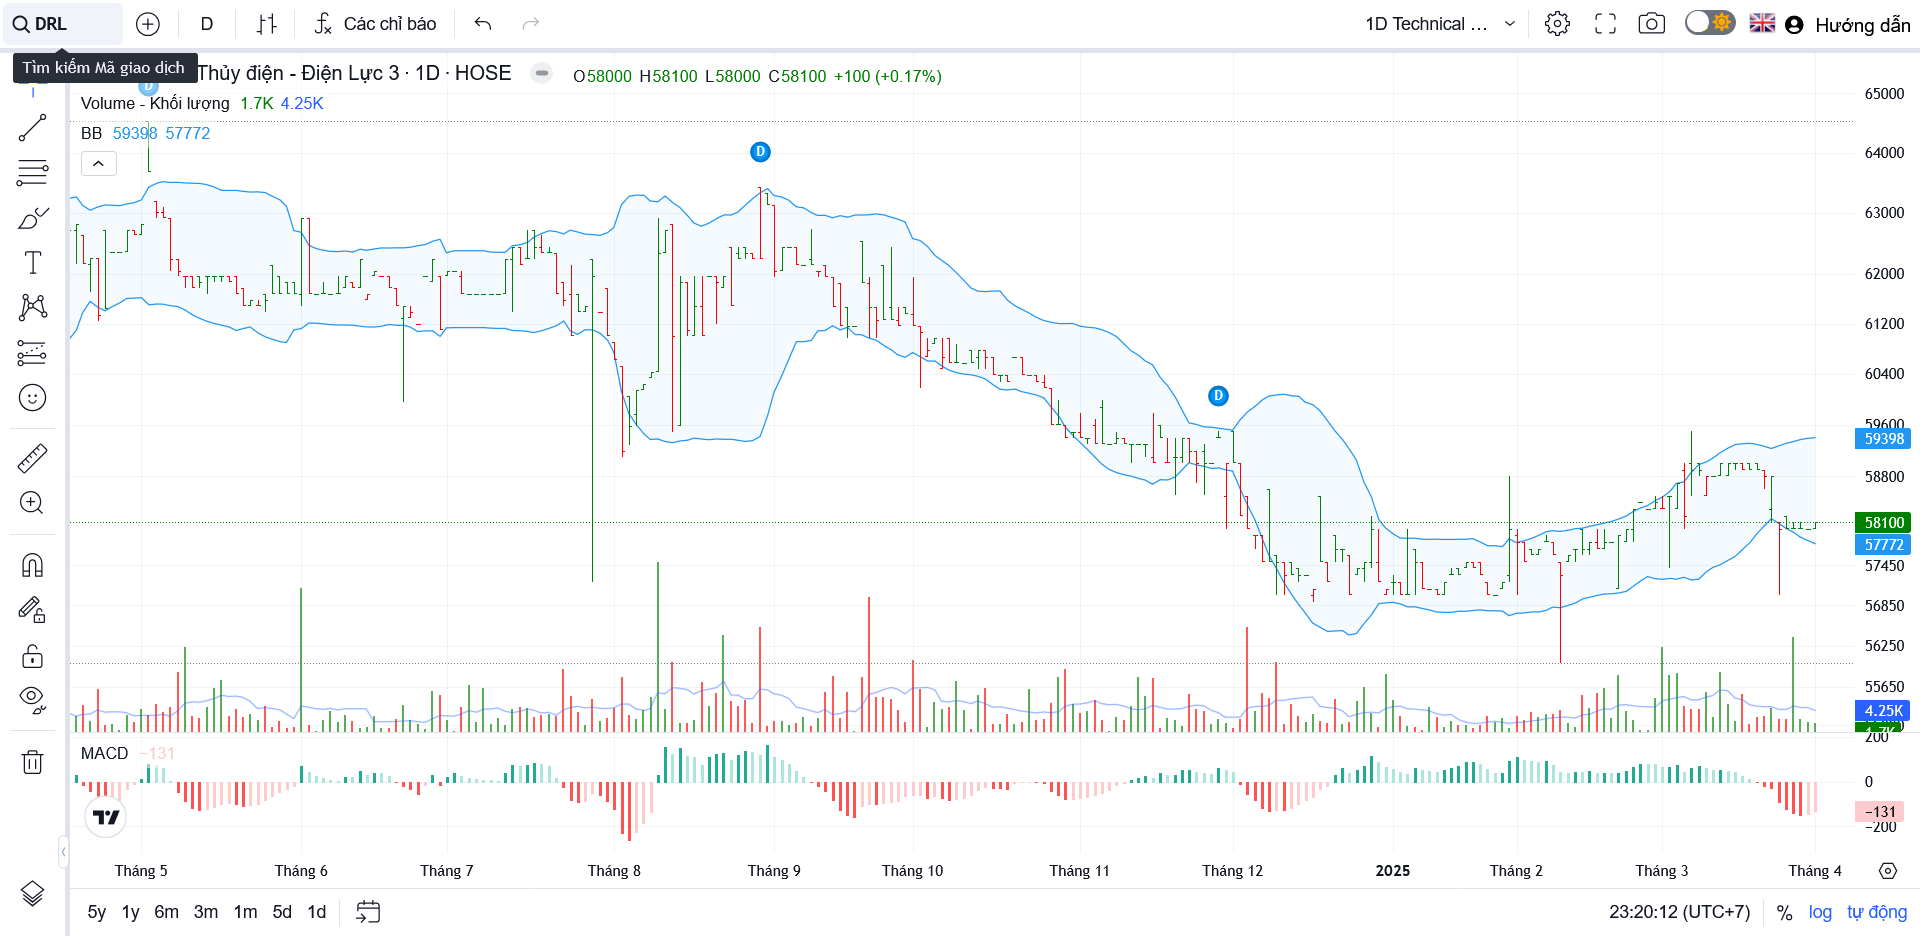 DRL
D
Các chỉ báo
1D Technical ...
Hướng dẫn
Tìm kiếm Mã giao dịch
Thủy điện - Điện Lực 3 · 1D · HOSE
O58000 H58100 L58000 C58100 +100 (+0.17%)
D
Volume - Khối lượng 1.7K 4.25K
BB 59398 57772
D
D
65000
64000
63000
62000
61200
60400
59600
59398
58800
58100
57772
57450
56850
56250
55650
4.25K
1.7K
200
MACD −131
0
−131
−200
Tháng 5
Tháng 6
Tháng 7
Tháng 8
Tháng 9
Tháng 10
Tháng 11
Tháng 12
2025
Tháng 2
Tháng 3
Tháng 4
5y 1y 6m 3m 1m 5d 1d
23:20:12 (UTC+7)
%
log
tự động